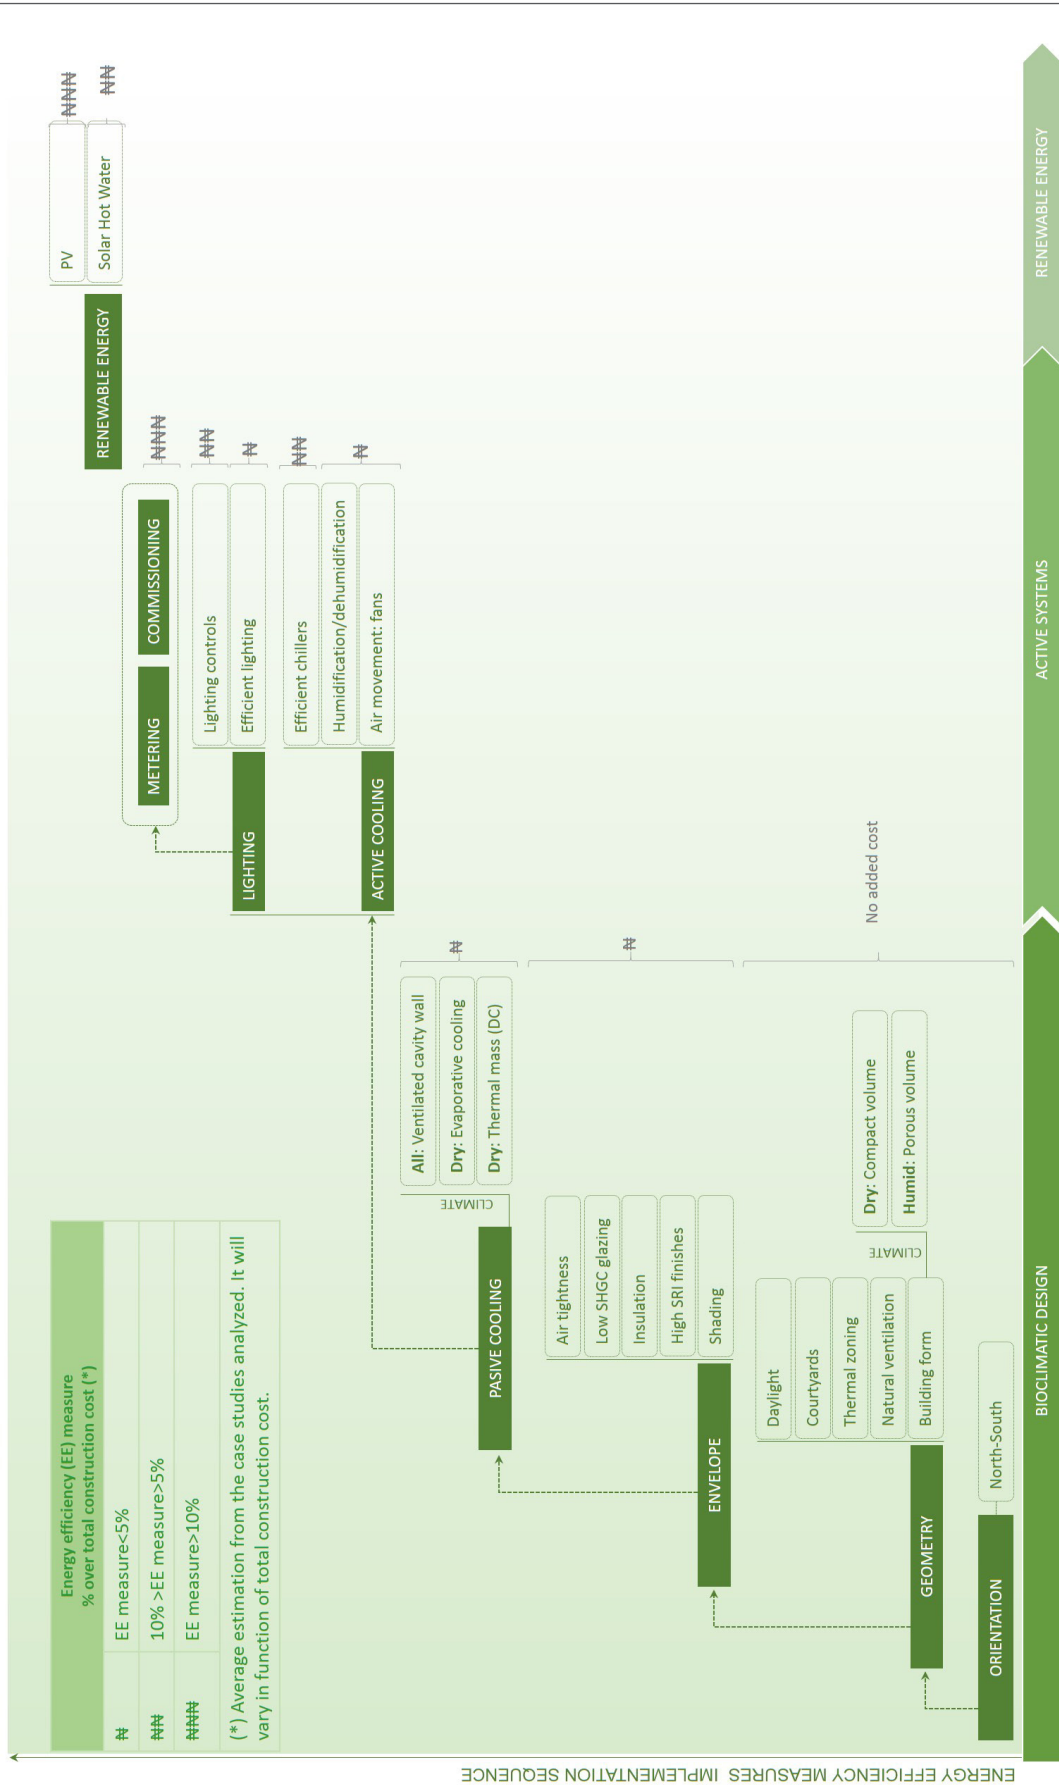 ENERGY EFFICIENCY MEASURES IMPLEMENTATION SEQUENCE
Energy efficiency (EE) measure
% over total construction cost (*)
₦ EE measure<5%
₦₦ 10% >EE measure>5%
₦₦₦ EE measure>10%
(*) Average estimation from the case studies analyzed. It will
vary in function of total construction cost.
PV
₦₦₦
Solar Hot Water
₦₦
RENEWABLE ENERGY
METERING
COMMISSIONING
₦₦₦
Lighting controls
₦₦
LIGHTING
Efficient lighting
₦
Efficient chillers
₦₦
Humidification/dehumidification
ACTIVE COOLING
Air movement: fans
₦
All: Ventilated cavity wall
Dry: Evaporative cooling
Dry: Thermal mass (DC)
₦
CLIMATE
PASIVE COOLING
Air tightness
Low SHGC glazing
Insulation
High SRI finishes
Shading
₦
ENVELOPE
Daylight
Courtyards
Thermal zoning
Natural ventilation
Building form
GEOMETRY
CLIMATE
Dry: Compact volume
Humid: Porous volume
No added cost
ORIENTATION
North-South
BIOCLIMATIC DESIGN
ACTIVE SYSTEMS
RENEWABLE ENERGY